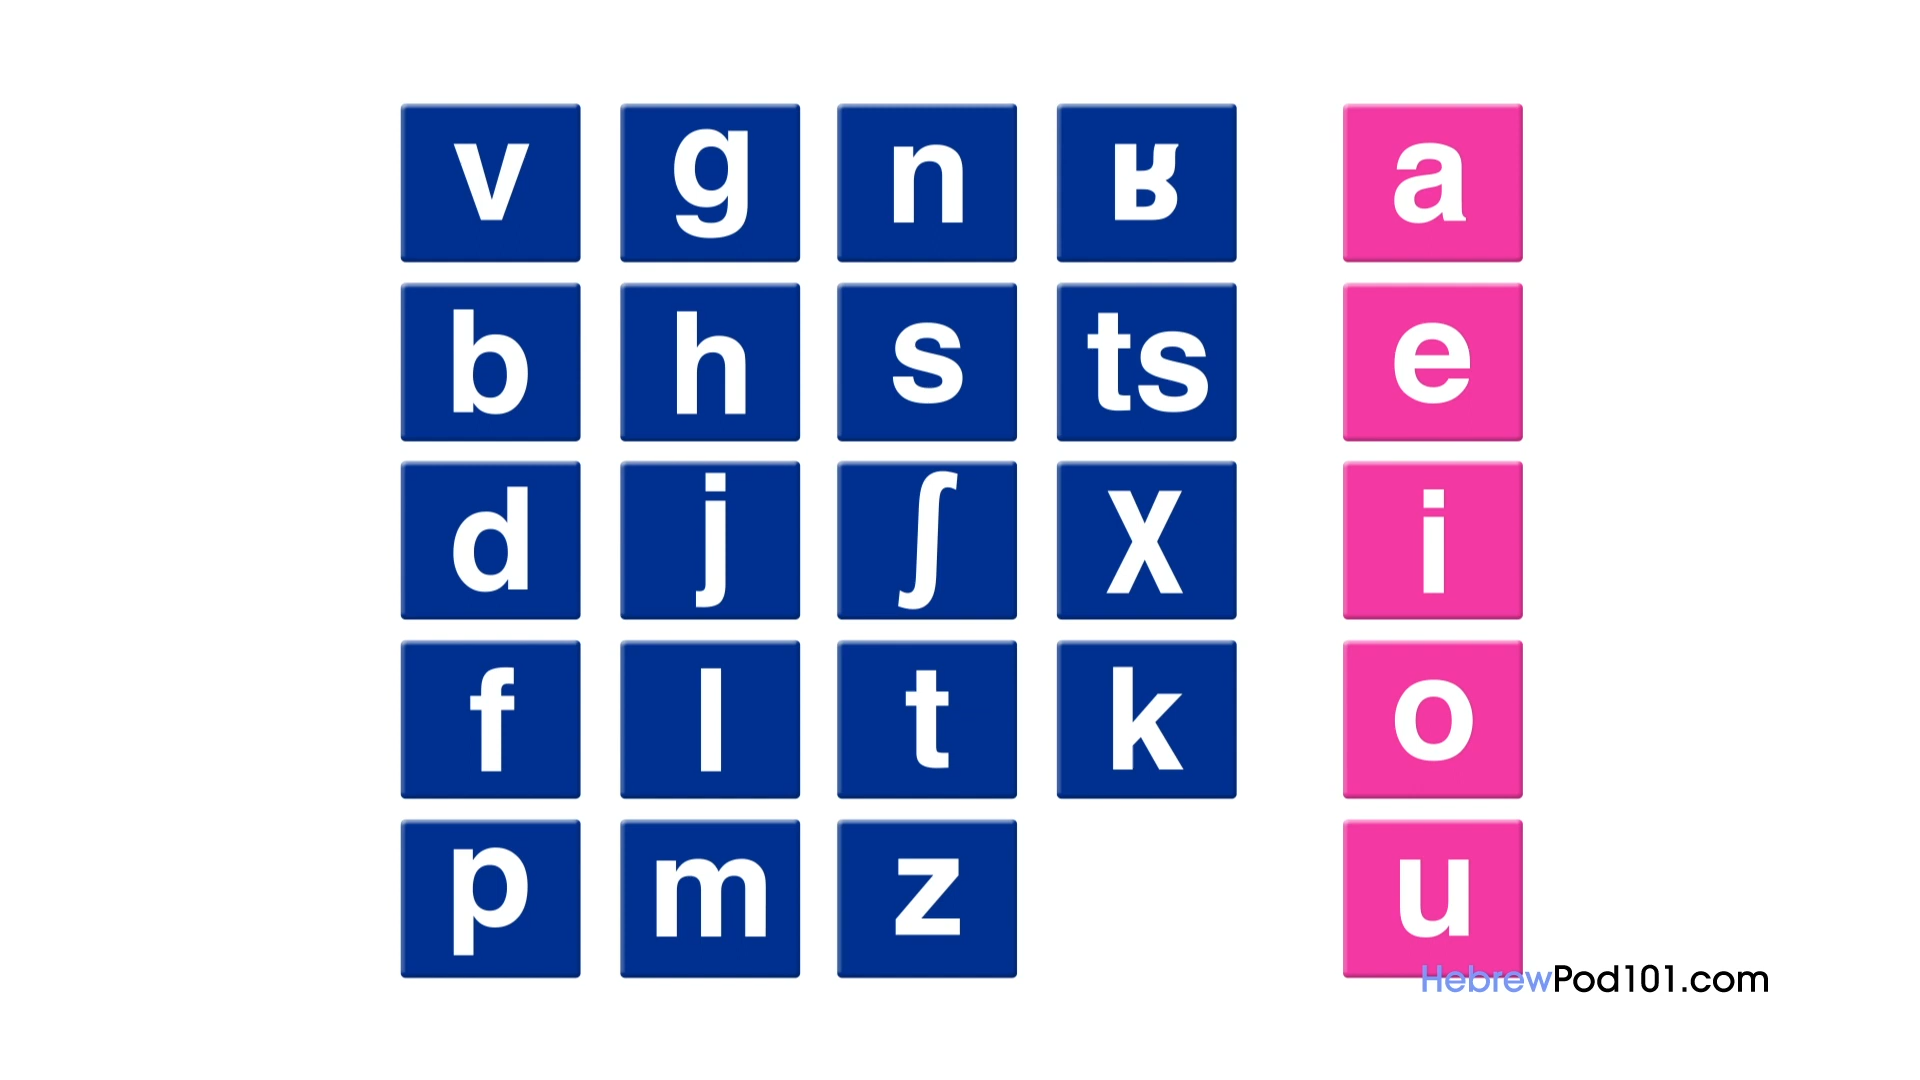 v g n ʁ a
b h s ts e
d j ʃ χ i
f l t k o
p m z u
HebrewPod101.com